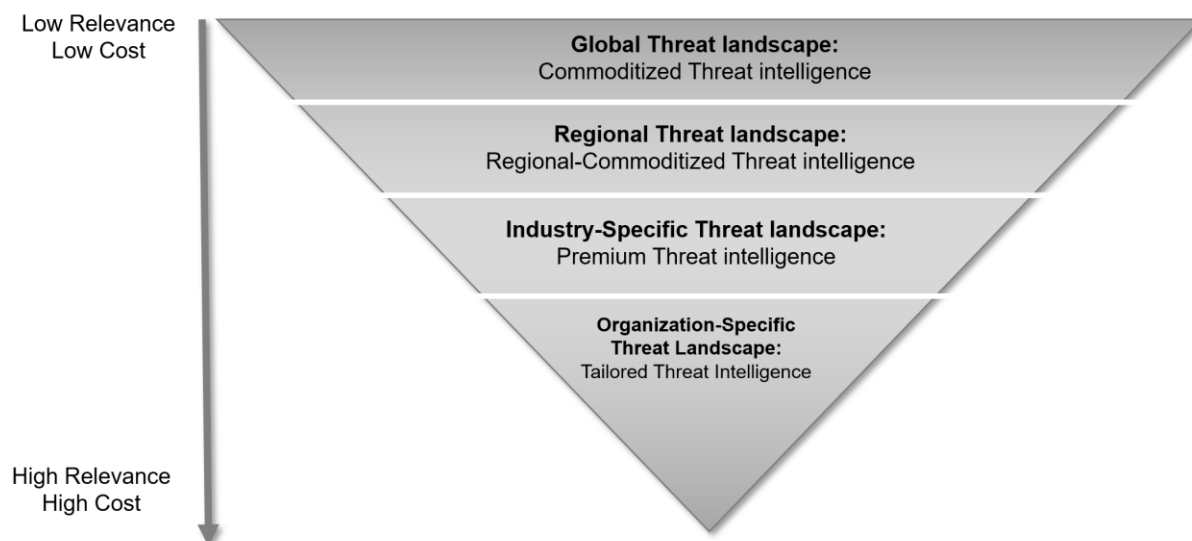 Low Relevance
Low Cost
Global Threat landscape:
Commoditized Threat intelligence
Regional Threat landscape:
Regional-Commoditized Threat intelligence
Industry-Specific Threat landscape:
Premium Threat intelligence
Organization-Specific
Threat Landscape:
Tailored Threat Intelligence
High Relevance
High Cost